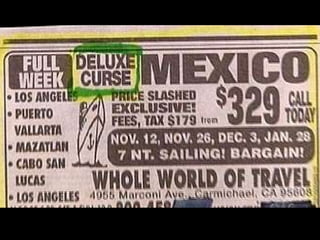 FULL
WEEK
DELUXE
CURSE
MEXICO
• LOS ANGELES
• PUERTO
VALLARTA
• MAZATLAN
• CABO SAN
LUCAS
• LOS ANGELES
PRICE SLASHED
EXCLUSIVE!
FEES, TAX $179 from
$329
CALL
TODAY
NOV. 12, NOV. 26, DEC. 3, JAN. 28
7 NT. SAILING! BARGAIN!
WHOLE WORLD OF TRAVEL
4955 Marconi Ave., Carmichael, CA 95608